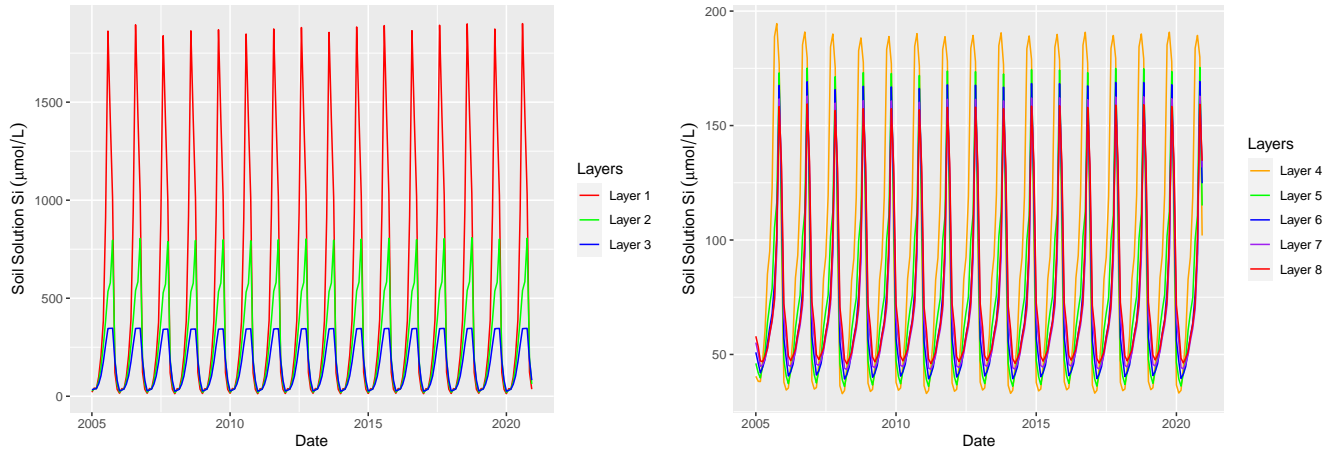 Soil Solution Si (μmol/L)
1500
1000
500
0
2005
2010
2015
2020
Date
Layers
Layer 1
Layer 2
Layer 3
Soil Solution Si (μmol/L)
200
150
100
50
2005
2010
2015
2020
Date
Layers
Layer 4
Layer 5
Layer 6
Layer 7
Layer 8